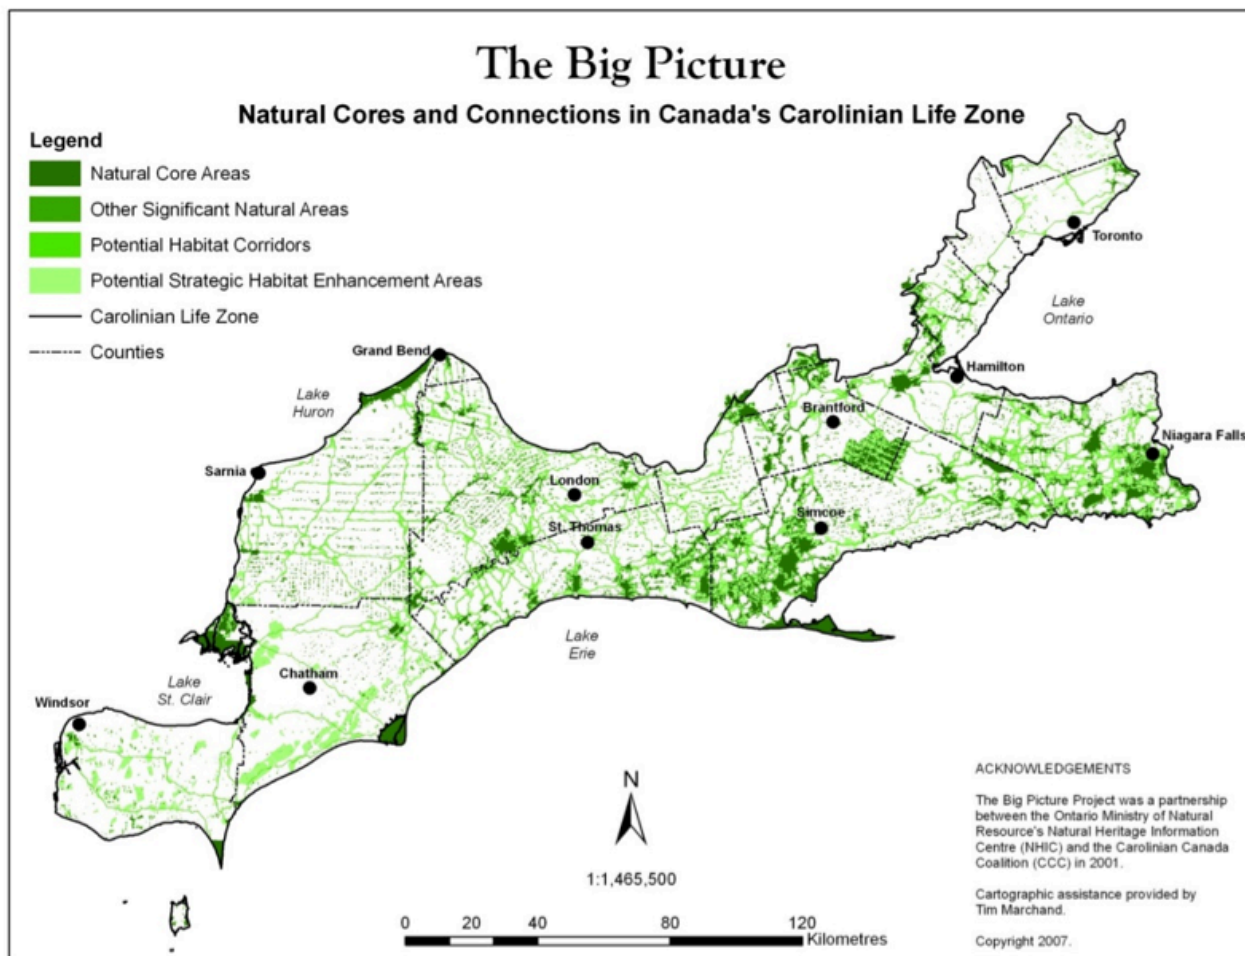 The Big Picture
Natural Cores and Connections in Canada's Carolinian Life Zone
Legend
Natural Core Areas
Other Significant Natural Areas
Potential Habitat Corridors
Potential Strategic Habitat Enhancement Areas
Carolinian Life Zone
Counties
Toronto
Lake
Ontario
Grand Bend
Hamilton
Lake
Huron
Brantford
Niagara Falls
Sarnia
London
Simcoe
St. Thomas
Lake
Erie
Chatham
Lake
St. Clair
Windsor
N
1:1,465,500
0 20 40 80 120
Kilometres
ACKNOWLEDGEMENTS
The Big Picture Project was a partnership
between the Ontario Ministry of Natural
Resource's Natural Heritage Information
Centre (NHIC) and the Carolinian Canada
Coalition (CCC) in 2001.
Cartographic assistance provided by
Tim Marchand.
Copyright 2007.